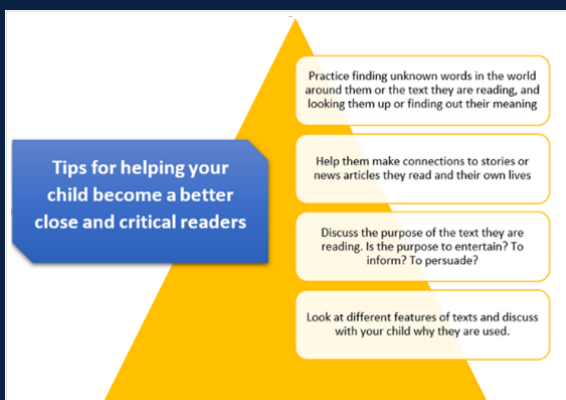 Tips for helping your
child become a better
close and critical readers
Practice finding unknown words in the world
around them or the text they are reading, and
looking them up or finding out their meaning
Help them make connections to stories or
news articles they read and their own lives
Discuss the purpose of the text they are
reading. Is the purpose to entertain? To
inform? To persuade?
Look at different features of texts and discuss
with your child why they are used.